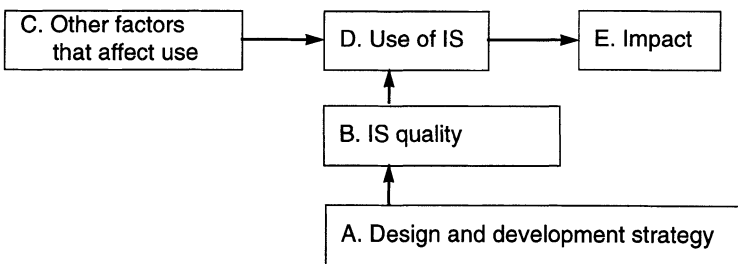 C. Other factors
that affect use
D. Use of IS
E. Impact
B. IS quality
A. Design and development strategy